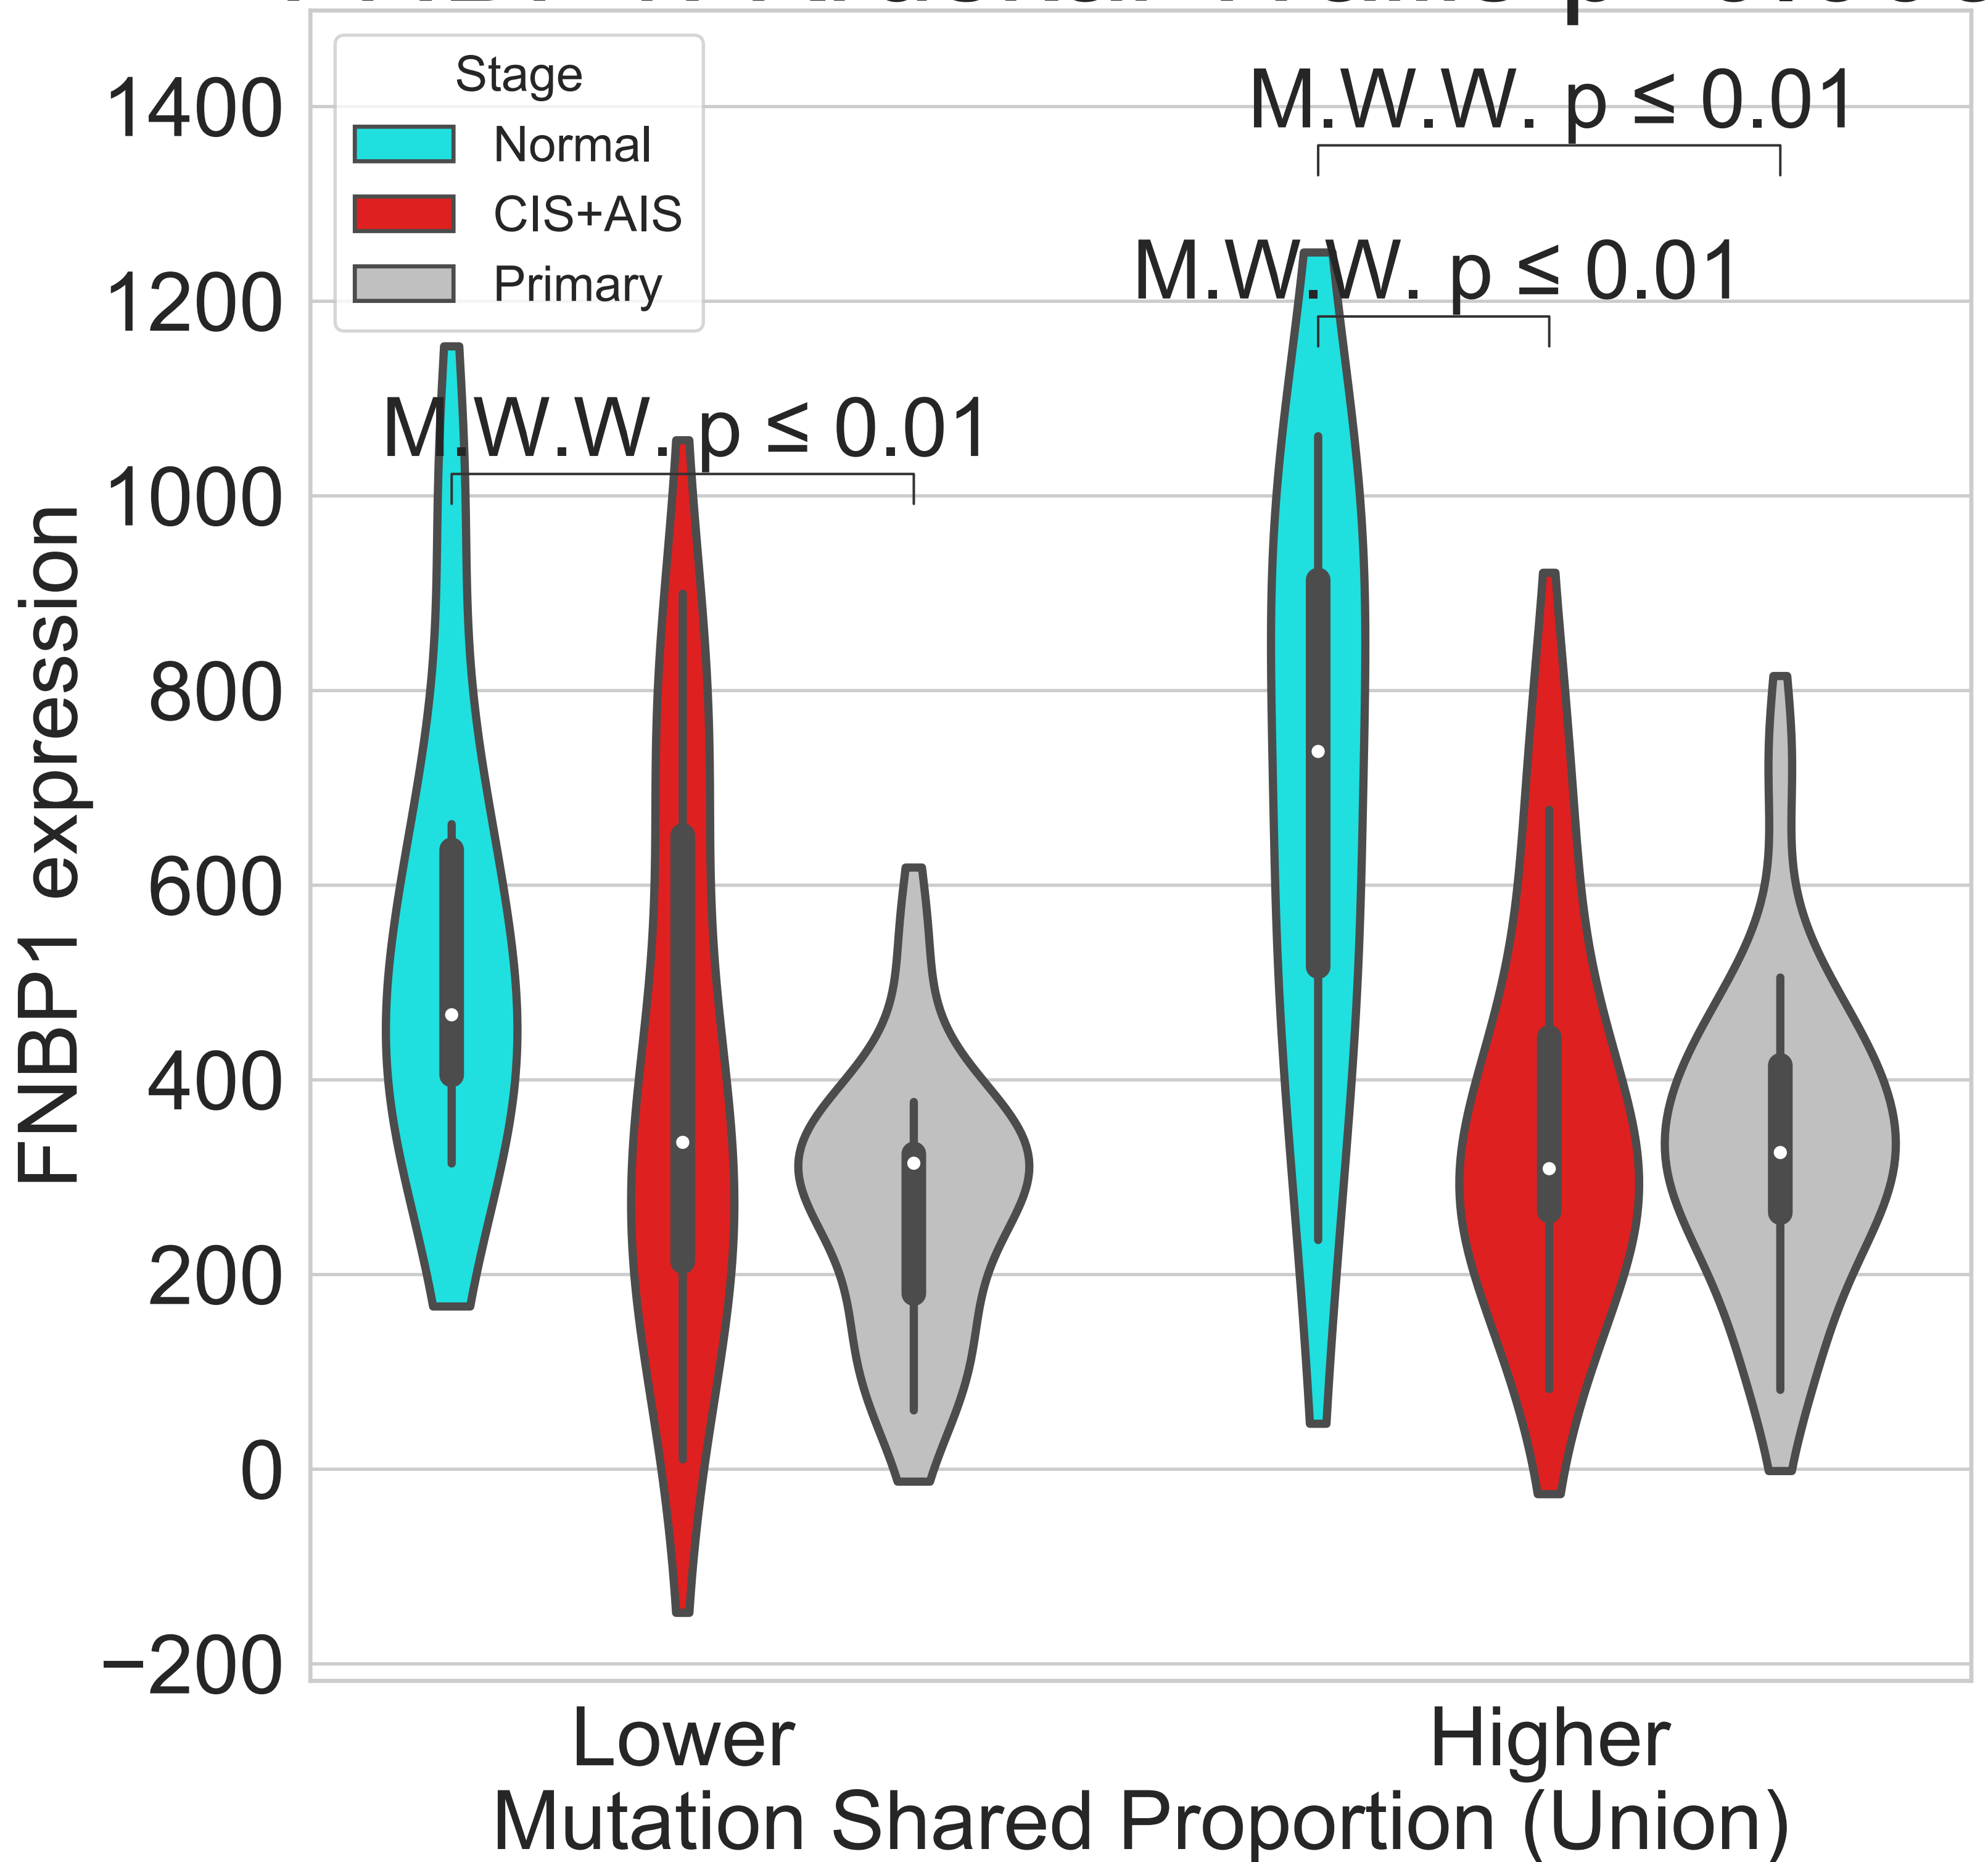 Stage
Normal
CIS+AIS
Primary
M.W.W. p ≤ 0.01
M.W.W. p ≤ 0.01
M.W.W. p ≤ 0.01
1400
1200
1000
800
600
400
200
0
−200
FNBP1 expression
Lower
Higher
Mutation Shared Proportion (Union)